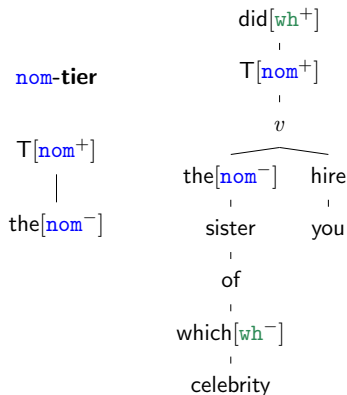 did[wh⁺]
nom-tier
T[nom⁺]
v
T[nom⁺]
the[nom⁻] hire
the[nom⁻]
sister you
of
which[wh⁻]
celebrity